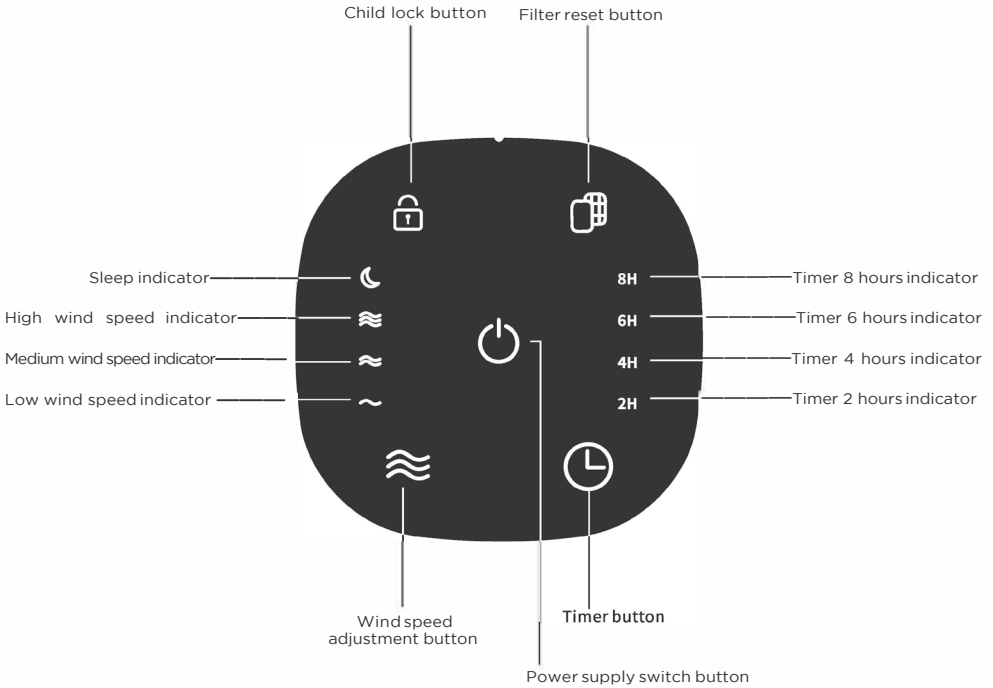 Child lock button
Filter reset button
Sleep indicator
8H
Timer 8 hours indicator
High wind speed indicator
6H
Timer 6 hours indicator
Medium wind speed indicator
4H
Timer 4 hours indicator
Low wind speed indicator
2H
Timer 2 hours indicator
Wind speed
adjustment button
Timer button
Power supply switch button